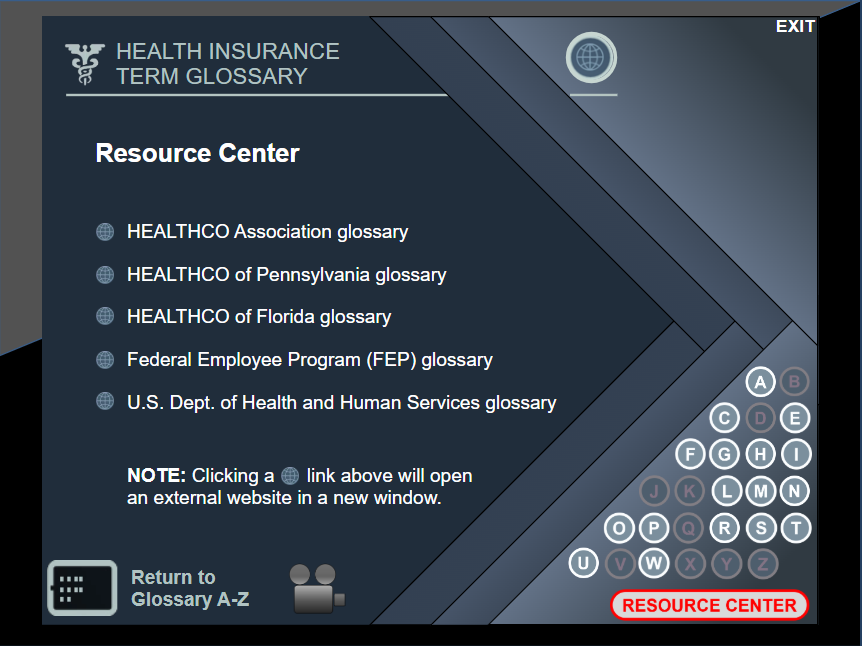 EXIT
HEALTH INSURANCE
TERM GLOSSARY
Resource Center
HEALTHCO Association glossary
HEALTHCO of Pennsylvania glossary
HEALTHCO of Florida glossary
Federal Employee Program (FEP) glossary
U.S. Dept. of Health and Human Services glossary
NOTE: Clicking a link above will open
an external website in a new window.
A B
C D E
F G H I
J K L M N
O P Q R S T
U V W X Y Z
Return to
Glossary A-Z
RESOURCE CENTER